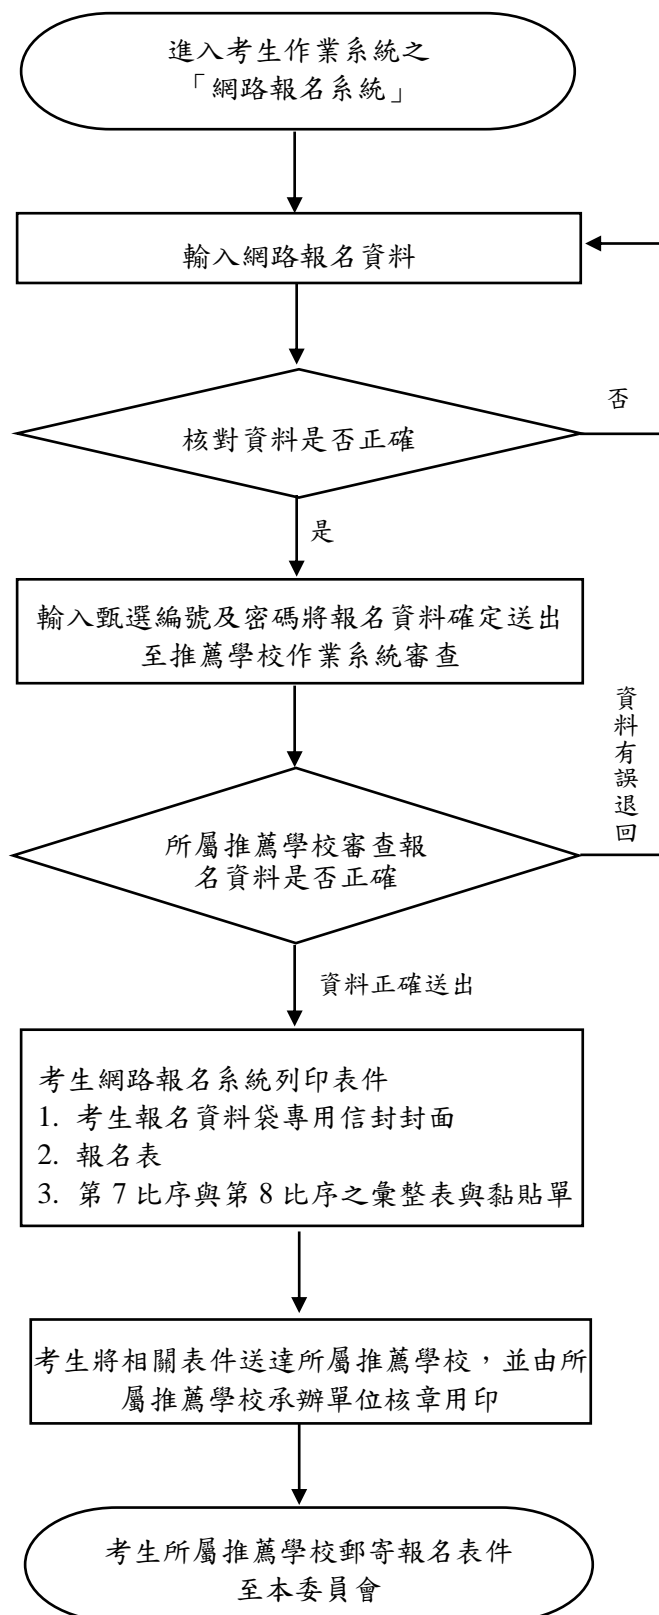 進入考生作業系統之
「網路報名系統」
輸入網路報名資料
核對資料是否正確
否
是
輸入甄選編號及密碼將報名資料確定送出
至推薦學校作業系統審查
資料有誤退回
所屬推薦學校審查報
名資料是否正確
資料正確送出
考生網路報名系統列印表件
1. 考生報名資料袋專用信封封面
2. 報名表
3. 第 7 比序與第 8 比序之彙整表與黏貼單
考生將相關表件送達所屬推薦學校，並由所
屬推薦學校承辦單位核章用印
考生所屬推薦學校郵寄報名表件
至本委員會